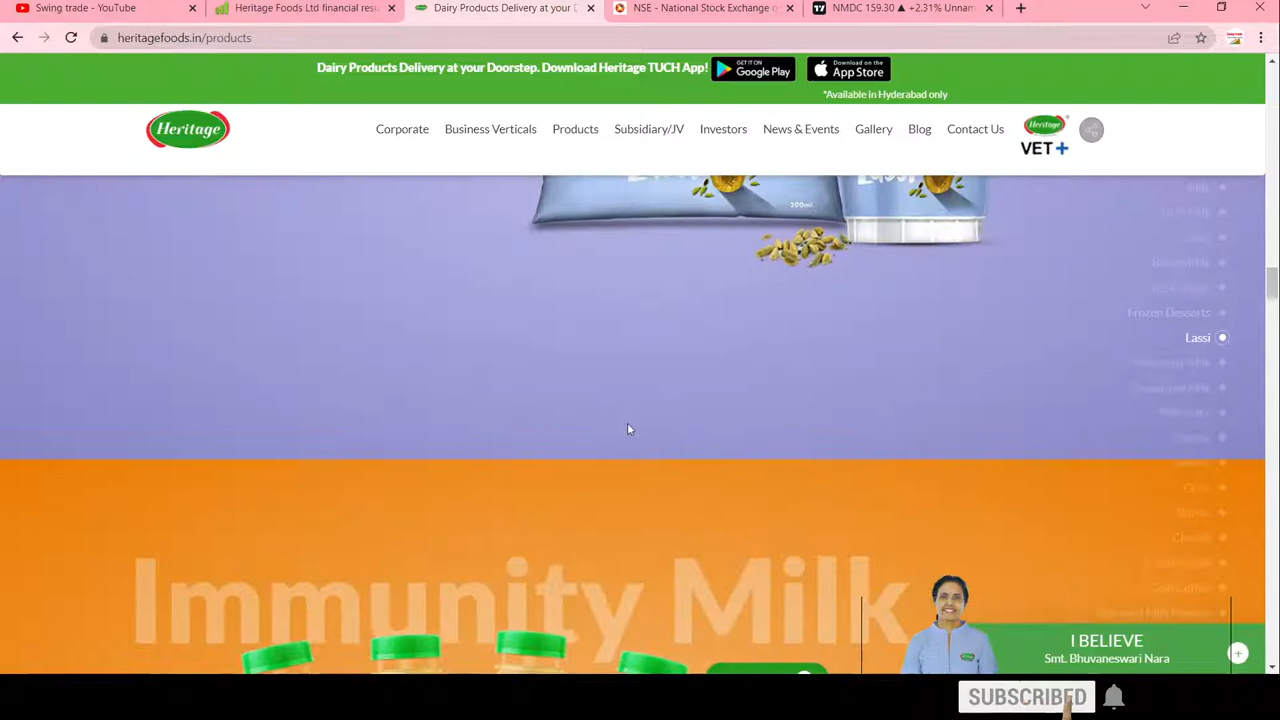 Swing trade - YouTube
Heritage Foods Ltd financial res
Dairy Products Delivery at your D
NSE - National Stock Exchange o
NMDC 159.30 ▲ +2.31% Unnam
heritagefoods.in/products
Dairy Products Delivery at your Doorstep. Download Heritage TUCH App!
GET IT ON
Google Play
Download on the
App Store
*Available in Hyderabad only
Heritage
Corporate
Business Verticals
Products
Subsidiary/JV
Investors
News & Events
Gallery
Blog
Contact Us
Heritage
VET+
200ml
Frozen Desserts
Lassi
Immunity Milk
I BELIEVE
Smt. Bhuvaneswari Nara
SUBSCRIBED